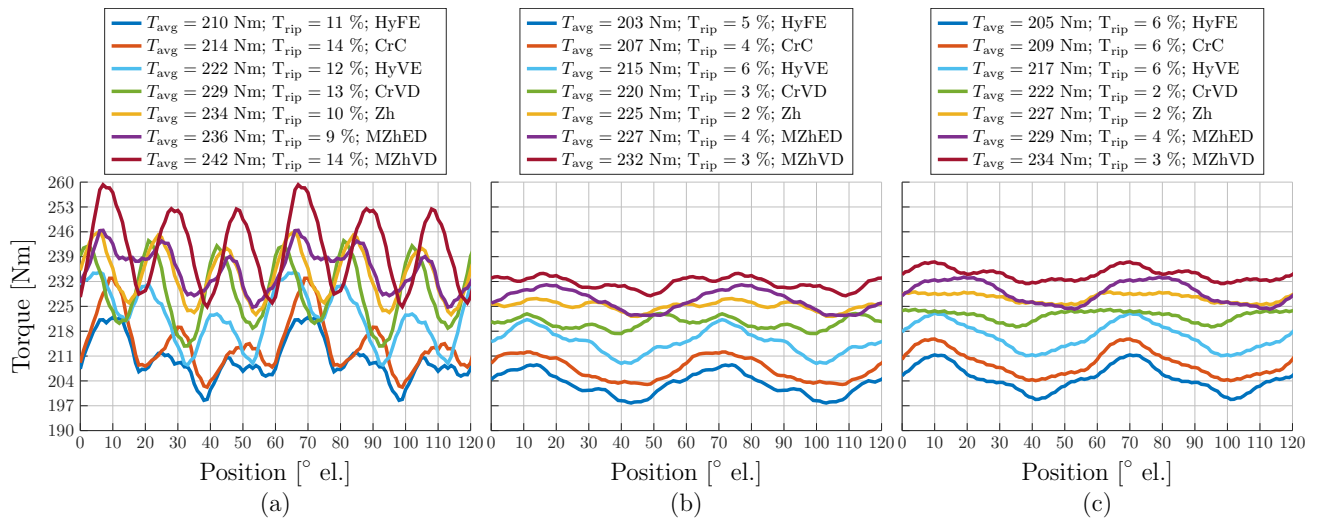 T_avg = 210 Nm; T_rip = 11 %; HyFE
T_avg = 214 Nm; T_rip = 14 %; CrC
T_avg = 222 Nm; T_rip = 12 %; HyVE
T_avg = 229 Nm; T_rip = 13 %; CrVD
T_avg = 234 Nm; T_rip = 10 %; Zh
T_avg = 236 Nm; T_rip = 9 %; MZhED
T_avg = 242 Nm; T_rip = 14 %; MZhVD
T_avg = 203 Nm; T_rip = 5 %; HyFE
T_avg = 207 Nm; T_rip = 4 %; CrC
T_avg = 215 Nm; T_rip = 6 %; HyVE
T_avg = 220 Nm; T_rip = 3 %; CrVD
T_avg = 225 Nm; T_rip = 2 %; Zh
T_avg = 227 Nm; T_rip = 4 %; MZhED
T_avg = 232 Nm; T_rip = 3 %; MZhVD
T_avg = 205 Nm; T_rip = 6 %; HyFE
T_avg = 209 Nm; T_rip = 6 %; CrC
T_avg = 217 Nm; T_rip = 6 %; HyVE
T_avg = 222 Nm; T_rip = 2 %; CrVD
T_avg = 227 Nm; T_rip = 2 %; Zh
T_avg = 229 Nm; T_rip = 4 %; MZhED
T_avg = 234 Nm; T_rip = 3 %; MZhVD
Torque [Nm]
260
253
246
239
232
225
218
211
204
197
190
0 10 20 30 40 50 60 70 80 90 100 110 120
Position [° el.]
(a)
0 10 20 30 40 50 60 70 80 90 100 110 120
Position [° el.]
(b)
0 10 20 30 40 50 60 70 80 90 100 110 120
Position [° el.]
(c)